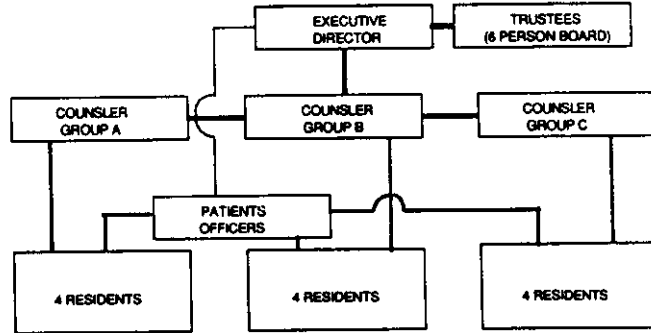 EXECUTIVE
DIRECTOR
TRUSTEES
(6 PERSON BOARD)
COUNSLER
GROUP A
COUNSLER
GROUP B
COUNSLER
GROUP C
PATIENTS
OFFICERS
4 RESIDENTS
4 RESIDENTS
4 RESIDENTS